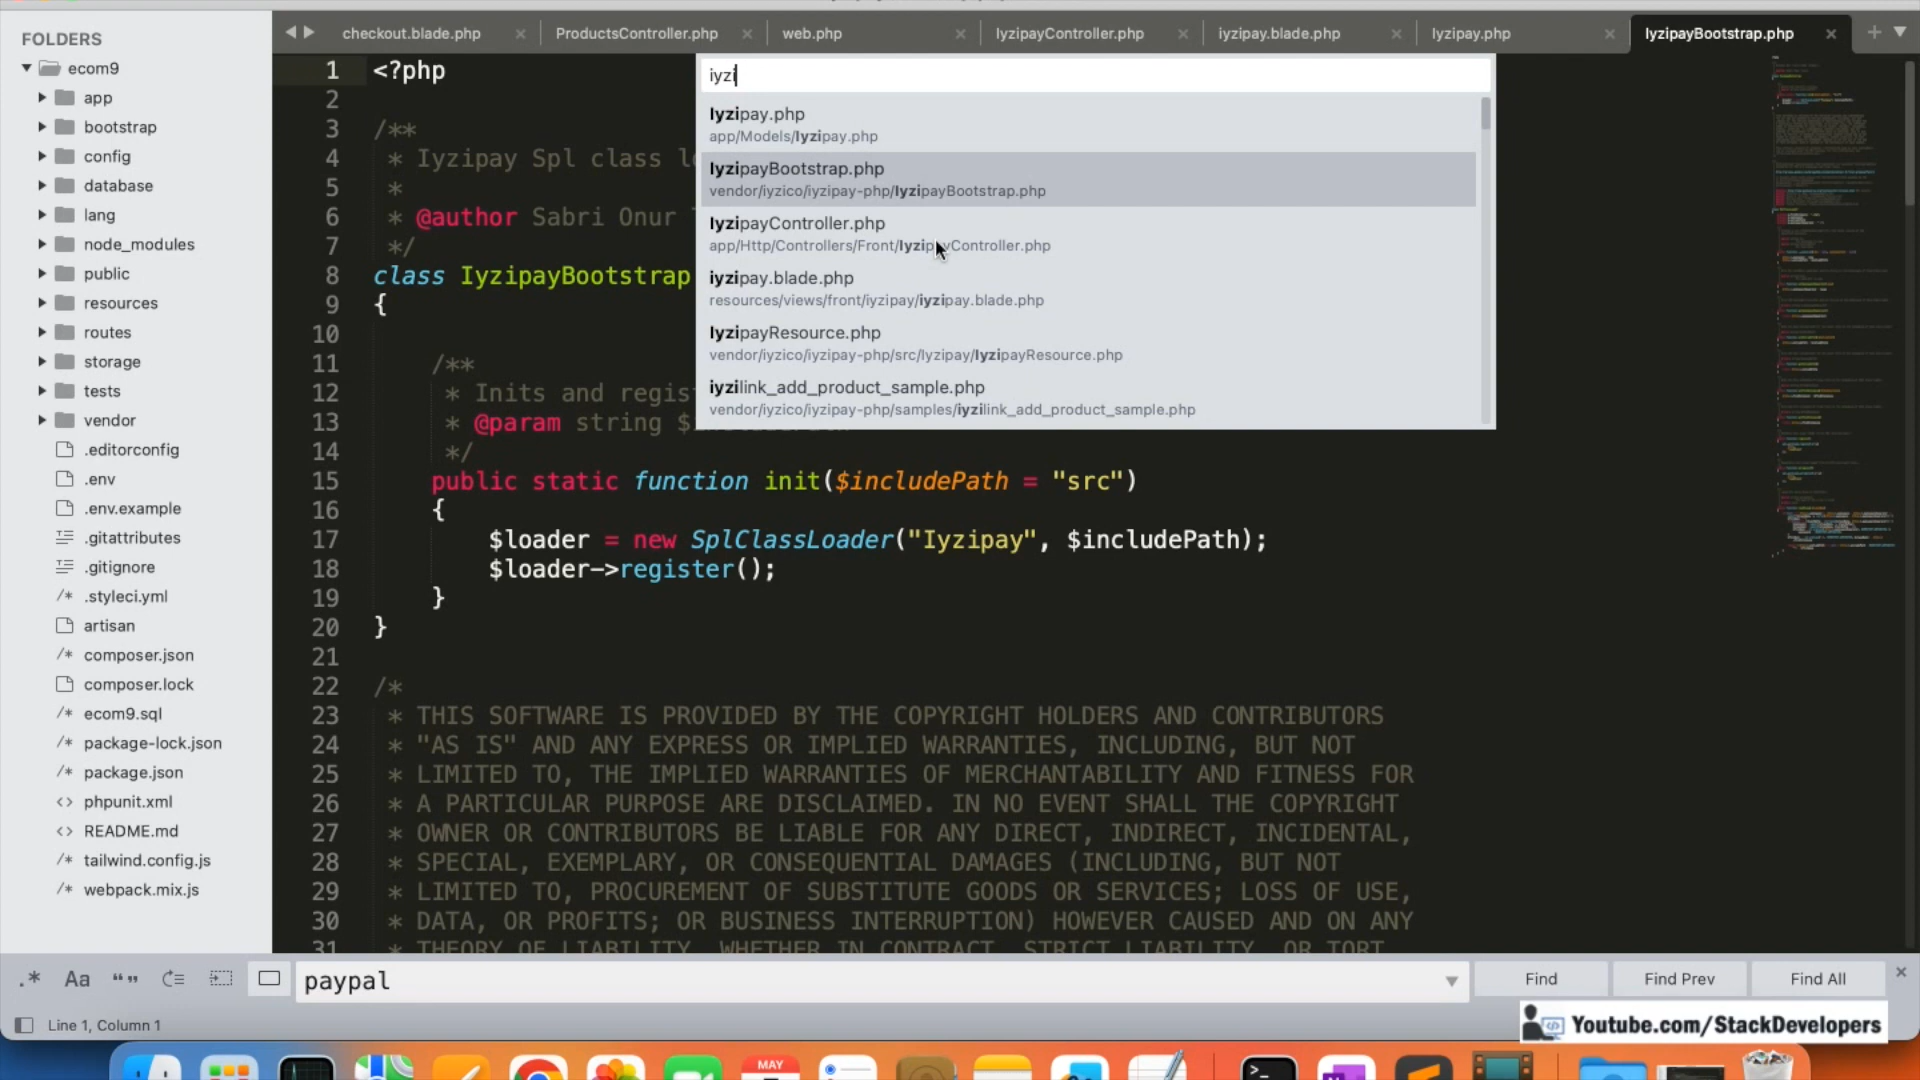 FOLDERS
ecom9
app
bootstrap
config
database
lang
node_modules
public
resources
routes
storage
tests
vendor
.editorconfig
.env
.env.example
.gitattributes
.gitignore
.styleci.yml
artisan
composer.json
composer.lock
ecom9.sql
package-lock.json
package.json
phpunit.xml
README.md
tailwind.config.js
webpack.mix.js
checkout.blade.php
ProductsController.php
web.php
IyzipayController.php
iyzipay.blade.php
Iyzipay.php
IyzipayBootstrap.php
iyzi
Iyzipay.php
app/Models/Iyzipay.php
IyzipayBootstrap.php
vendor/iyzico/iyzipay-php/IyzipayBootstrap.php
IyzipayController.php
app/Http/Controllers/Front/IyzipayController.php
iyzipay.blade.php
resources/views/front/iyzipay/iyzipay.blade.php
IyzipayResource.php
vendor/iyzico/iyzipay-php/src/Iyzipay/IyzipayResource.php
iyzilink_add_product_sample.php
vendor/iyzico/iyzipay-php/samples/iyzilink_add_product_sample.php
1 <?php
2
3 /**
4 * Iyzipay Spl class
5 *
6 * @author Sabri Onur
7 */
8 class IyzipayBootstrap
9 {
10
11 /**
12 * Inits and
13 * @param string
14 */
15 public static function init($includePath = "src")
16 {
17 $loader = new SplClassLoader("Iyzipay", $includePath);
18 $loader->register();
19 }
20 }
21
22 /*
23 * THIS SOFTWARE IS PROVIDED BY THE COPYRIGHT HOLDERS AND CONTRIBUTORS
24 * "AS IS" AND ANY EXPRESS OR IMPLIED WARRANTIES, INCLUDING, BUT NOT
25 * LIMITED TO, THE IMPLIED WARRANTIES OF MERCHANTABILITY AND FITNESS FOR
26 * A PARTICULAR PURPOSE ARE DISCLAIMED. IN NO EVENT SHALL THE COPYRIGHT
27 * OWNER OR CONTRIBUTORS BE LIABLE FOR ANY DIRECT, INDIRECT, INCIDENTAL,
28 * SPECIAL, EXEMPLARY, OR CONSEQUENTIAL DAMAGES (INCLUDING, BUT NOT
29 * LIMITED TO, PROCUREMENT OF SUBSTITUTE GOODS OR SERVICES; LOSS OF USE,
30 * DATA, OR PROFITS; OR BUSINESS INTERRUPTION) HOWEVER CAUSED AND ON ANY
31 * THEORY OF LIABILITY, WHETHER IN CONTRACT, STRICT LIABILITY, OR TORT
paypal
Find
Find Prev
Find All
Line 1, Column 1
Youtube.com/StackDevelopers
MAY